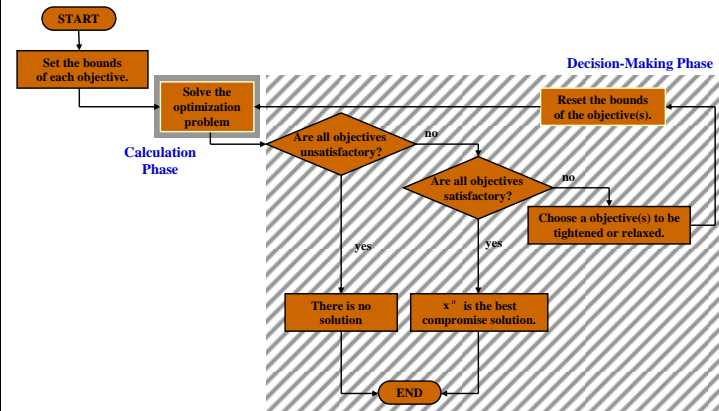 START
Set the bounds
of each objective.
Decision-Making Phase
Solve the
optimization
problem
Reset the bounds
of the objective(s).
Calculation
Phase
Are all objectives
unsatisfactory?
no
Are all objectives
satisfactory?
no
Choose a objective(s) to be
tightened or relaxed.
yes
yes
There is no
solution
x is the best
compromise solution.
END